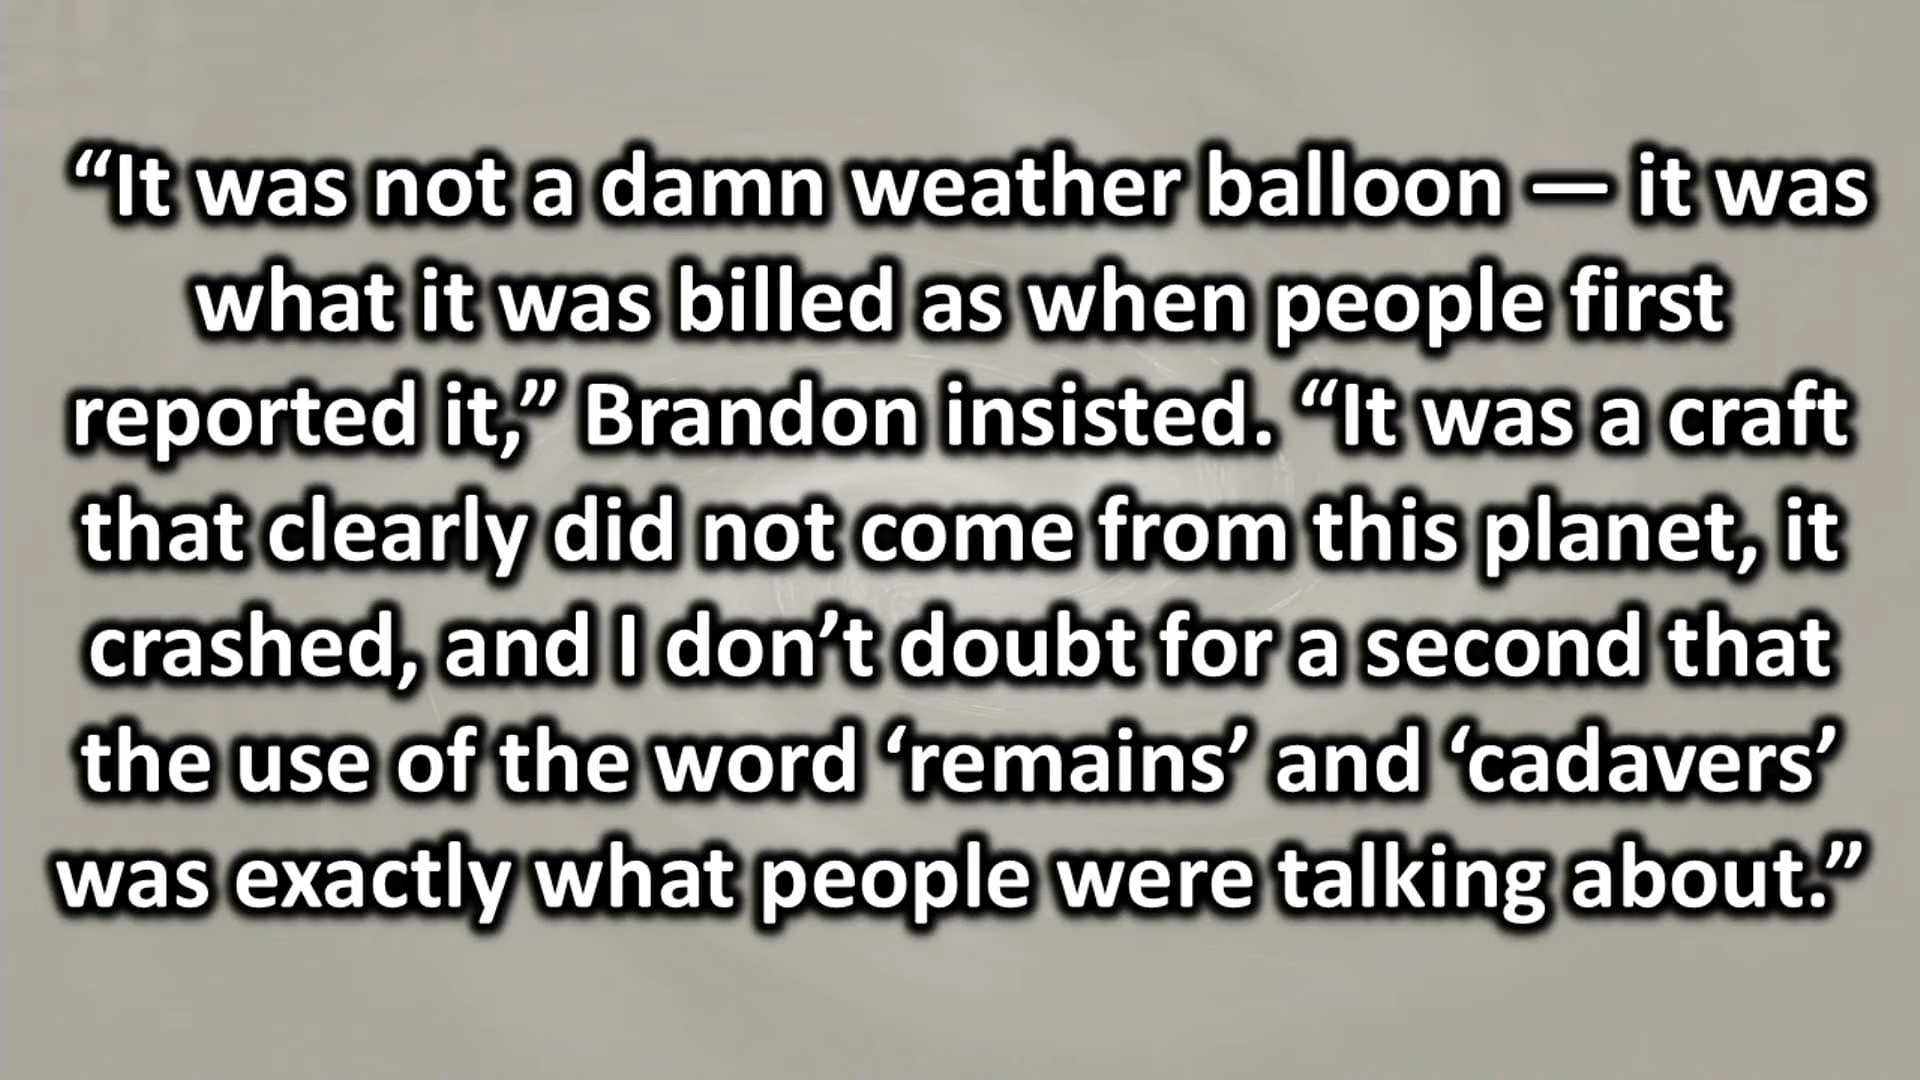 “It was not a damn weather balloon — it was
what it was billed as when people first
reported it,” Brandon insisted. “It was a craft
that clearly did not come from this planet, it
crashed, and I don’t doubt for a second that
the use of the word ‘remains’ and ‘cadavers’
was exactly what people were talking about.”